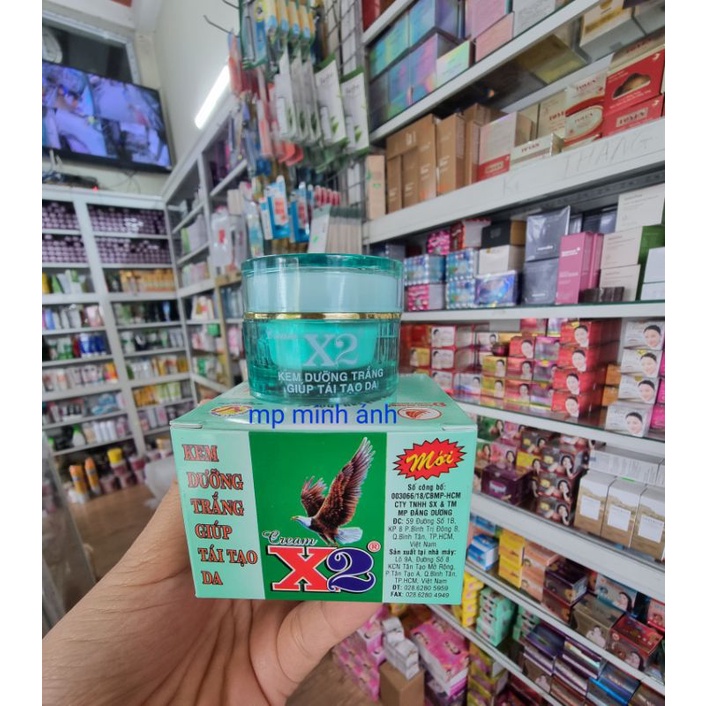 X2
KEM DƯỠNG TRẮNG
GIÚP TÁI TẠO DA
mp minh ánh
KEM
DƯỠNG
TRẮNG
GIÚP
TÁI TẠO
DA
Cream
X2®
Mới
Số công bố:
003066/18/CBMP-HCM
CTY TNHH SX & TM
MP ĐĂNG DƯƠNG
ĐC: 59 Đường Số 1B,
KP 8 P.Bình Trị Đông B,
Q.Bình Tân, TP.HCM,
Việt Nam
Sản xuất tại nhà máy:
Lô 9A, Đường Số 8
KCN Tân Tạo Mở Rộng,
P.Tân Tạo A, Q.Bình Tân,
TP.HCM, Việt Nam
ĐT: 028.6280 5959
FAX: 028.6280 4949
THANG